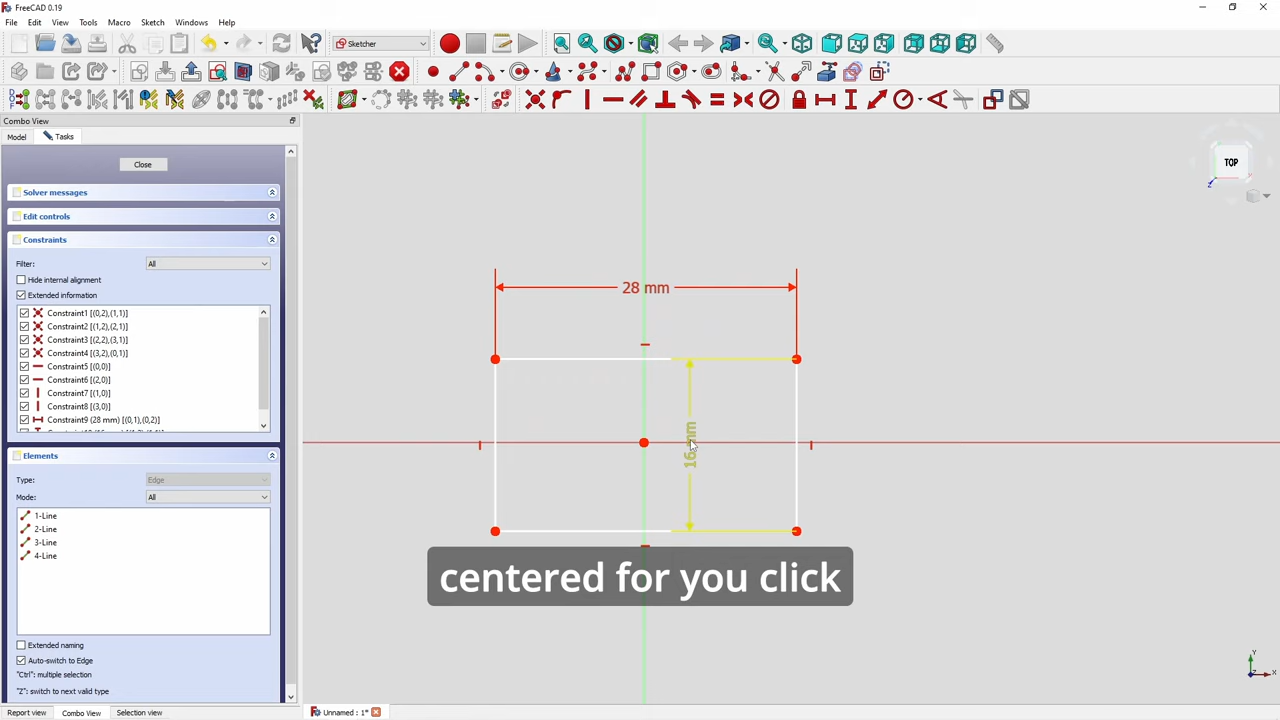 FreeCAD 0.19
File Edit View Tools Macro Sketch Windows Help
Sketcher
Combo View
Model Tasks
Close
Solver messages
Edit controls
Constraints
Filter: All
Hide internal alignment
Extended information
Constraint1 [(0,2),(1,1)]
Constraint2 [(1,2),(2,1)]
Constraint3 [(2,2),(3,1)]
Constraint4 [(3,2),(0,1)]
Constraint5 [(0,0)]
Constraint6 [(2,0)]
Constraint7 [(1,0)]
Constraint8 [(3,0)]
Constraint9 (28 mm) [(0,1),(0,2)]
Elements
Type: Edge
Mode: All
1-Line
2-Line
3-Line
4-Line
Extended naming
Auto-switch to Edge
"Ctrl": multiple selection
"Z": switch to next valid type
Report view Combo View Selection view
Unnamed : 1*
TOP
28 mm
16 mm
centered for you click
Y
X